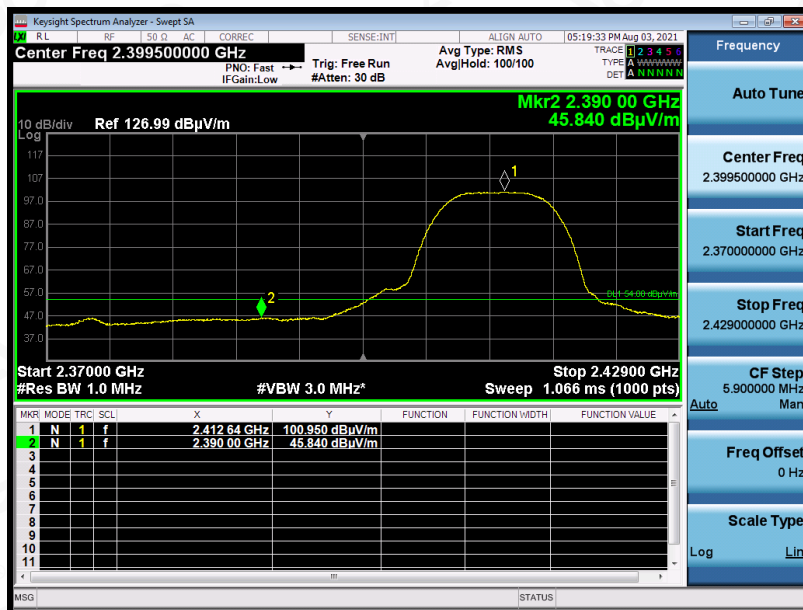 Keysight Spectrum Analyzer - Swept SA
LXI RL RF 50 Ω AC CORREC SENSE:INT ALIGN AUTO 05:19:33 PM Aug 03, 2021
Center Freq 2.399500000 GHz
PNO: Fast
IFGain:Low
Trig: Free Run
#Atten: 30 dB
Avg Type: RMS
Avg|Hold: 100/100
TRACE 1 2 3 4 5 6
TYPE A WWWWW
DET A N N N N N
Mkr2 2.390 00 GHz
45.840 dBµV/m
10 dB/div Ref 126.99 dBµV/m
Log
117
107
97.0
87.0
77.0
67.0
57.0
47.0
37.0
1
2
DL1 54.00 dBµV/m
Start 2.37000 GHz Stop 2.42900 GHz
#Res BW 1.0 MHz #VBW 3.0 MHz* Sweep 1.066 ms (1000 pts)
MKR MODE TRC SCL X Y FUNCTION FUNCTION WIDTH FUNCTION VALUE
1 N 1 f 2.412 64 GHz 100.950 dBµV/m
2 N 1 f 2.390 00 GHz 45.840 dBµV/m
3
4
5
6
7
8
9
10
11
MSG STATUS
Frequency
Auto Tune
Center Freq
2.399500000 GHz
Start Freq
2.370000000 GHz
Stop Freq
2.429000000 GHz
CF Step
5.900000 MHz
Auto Man
Freq Offset
0 Hz
Scale Type
Log Lin